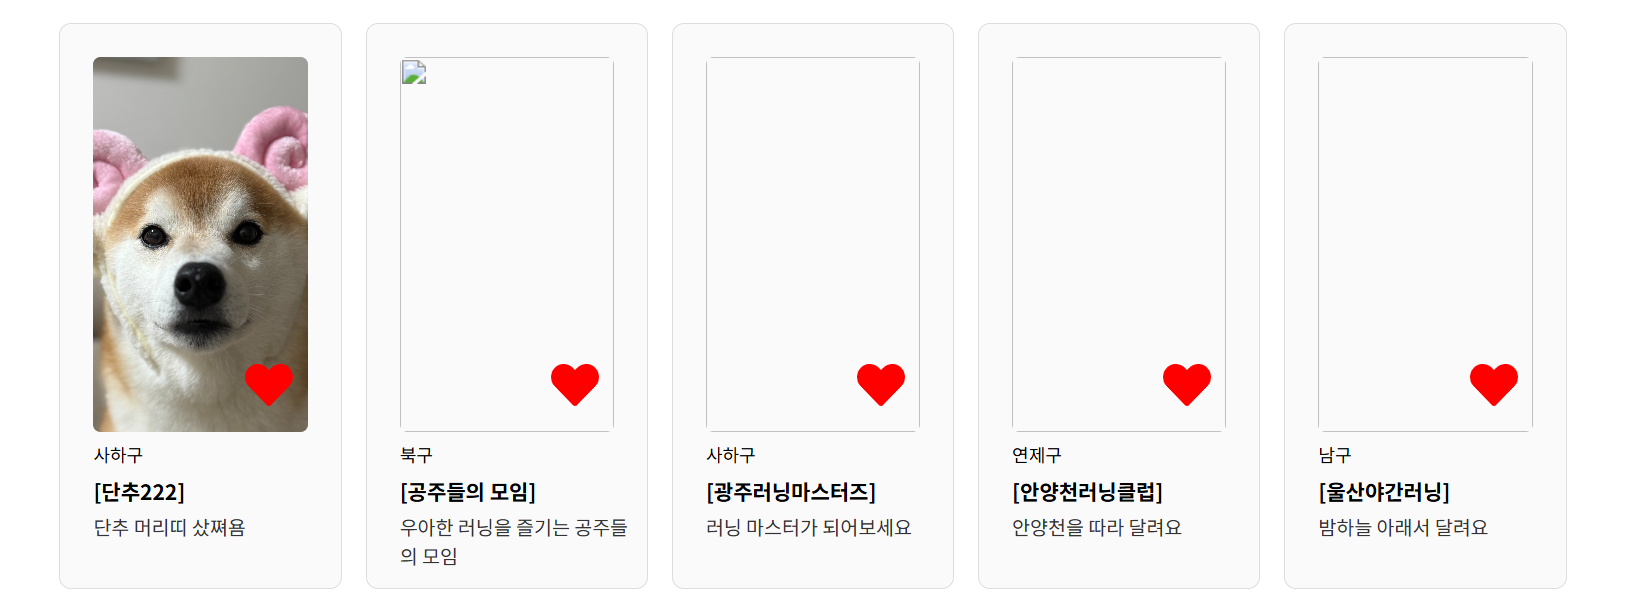 사하구
[단추222]
단추 머리띠 샀쪄욤
북구
[공주들의 모임]
우아한 러닝을 즐기는 공주들
의 모임
사하구
[광주러닝마스터즈]
러닝 마스터가 되어보세요
연제구
[안양천러닝클럽]
안양천을 따라 달려요
남구
[울산야간러닝]
밤하늘 아래서 달려요